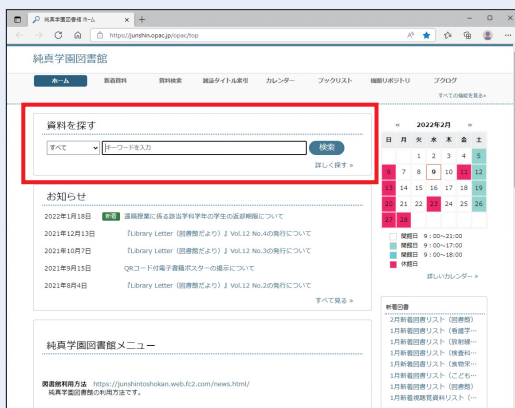 純真学園図書館 ホーム
https://junshin.opac.jp/opac/top
純真学園図書館
ホーム 新着資料 資料検索 雑誌タイトル索引 カレンダー ブックリスト 機関リポジトリ ブクログ
すべての機能を見る»
資料を探す
すべて キーワードを入力 検索
詳しく探す »
お知らせ
2022年1月18日 新着 遠隔授業に係る該当学科学年の学生の返却期限について
2021年12月13日 『Library Letter (図書館だより) 』Vol.12 No.4の発行について
2021年10月7日 『Library Letter (図書館だより) 』Vol.12 No.3の発行について
2021年9月15日 QRコード付電子書籍ポスターの掲示について
2021年8月4日 『Library Letter (図書館だより) 』Vol.12 No.2の発行について
すべて見る »
純真学園図書館メニュー
図書館利用方法 https://junshintoshokan.web.fc2.com/news.html/
純真学園図書館の利用方法です。
« 2022年2月 »
日 月 火 水 木 金 土
1 2 3 4 5
6 7 8 9 10 11 12
13 14 15 16 17 18 19
20 21 22 23 24 25 26
27 28
開館日 9：00～21:00
開館日 9：00～17:00
開館日 9：00～18:00
休館日
詳しいカレンダー »
新着図書
2月新着図書リスト（図書館）
1月新着図書リスト（看護学…
1月新着図書リスト（放射線…
1月新着図書リスト（検査科…
1月新着図書リスト（食物栄…
1月新着図書リスト（こども…
1月新着図書リスト（図書館）
1月新着視聴覚資料リスト（…